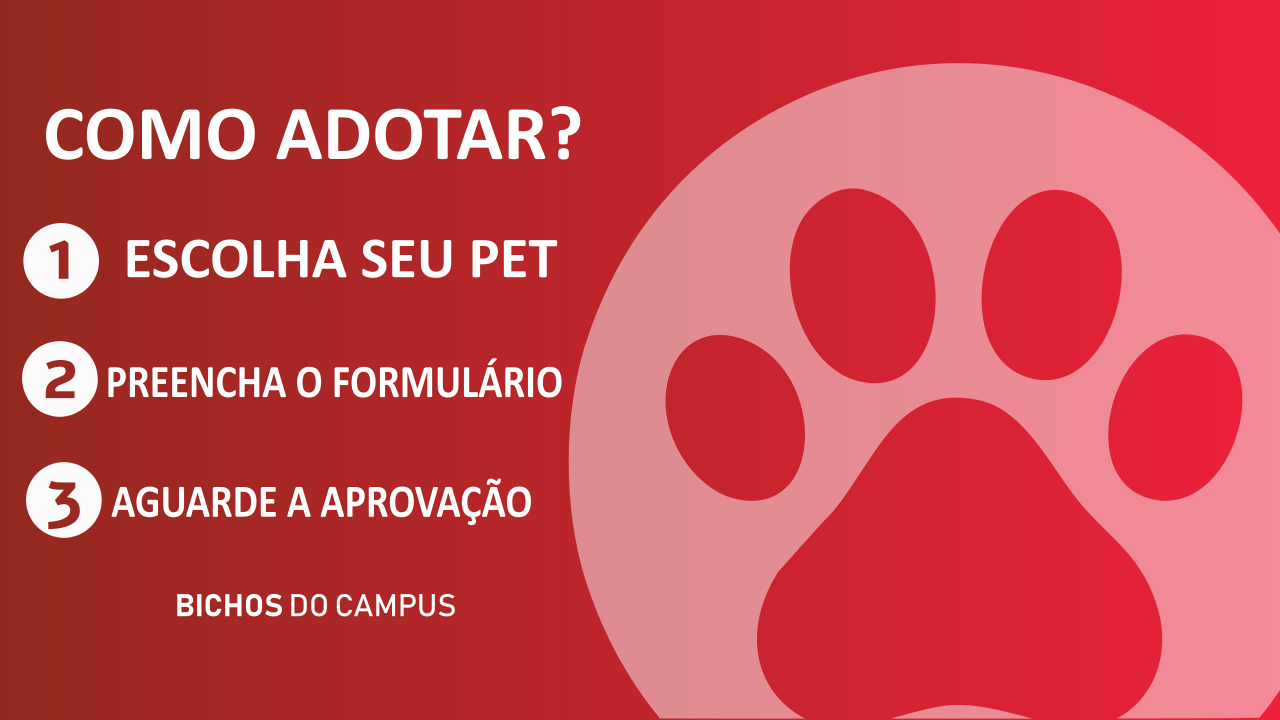 COMO ADOTAR?
1 ESCOLHA SEU PET
2 PREENCHA O FORMULÁRIO
3 AGUARDE A APROVAÇÃO
BICHOS DO CAMPUS